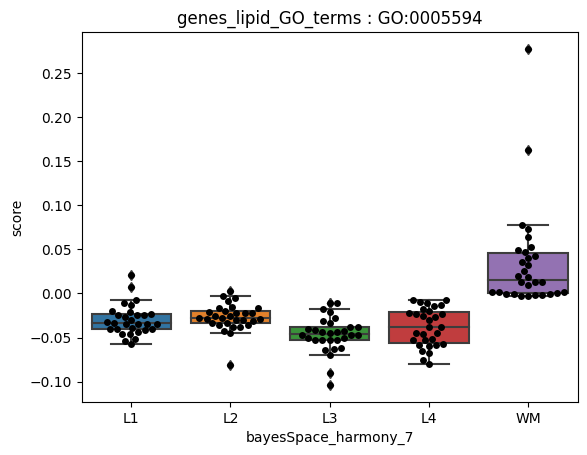 genes_lipid_GO_terms : GO:0005594
score
0.25
0.20
0.15
0.10
0.05
0.00
−0.05
−0.10
L1 L2 L3 L4 WM
bayesSpace_harmony_7